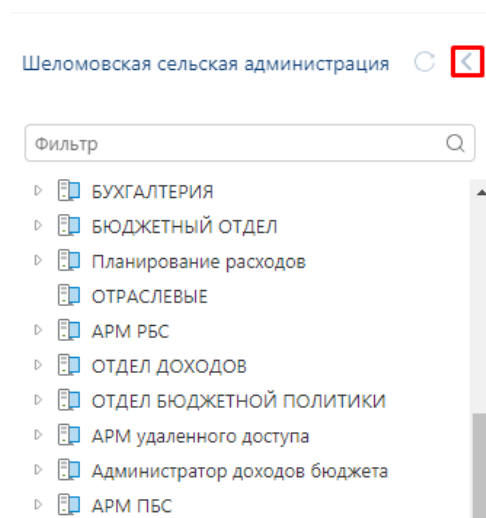 Шеломовская сельская администрация
Фильтр
БУХГАЛТЕРИЯ
БЮДЖЕТНЫЙ ОТДЕЛ
Планирование расходов
ОТРАСЛЕВЫЕ
АРМ РБС
ОТДЕЛ ДОХОДОВ
ОТДЕЛ БЮДЖЕТНОЙ ПОЛИТИКИ
АРМ удаленного доступа
Администратор доходов бюджета
АРМ ПБС